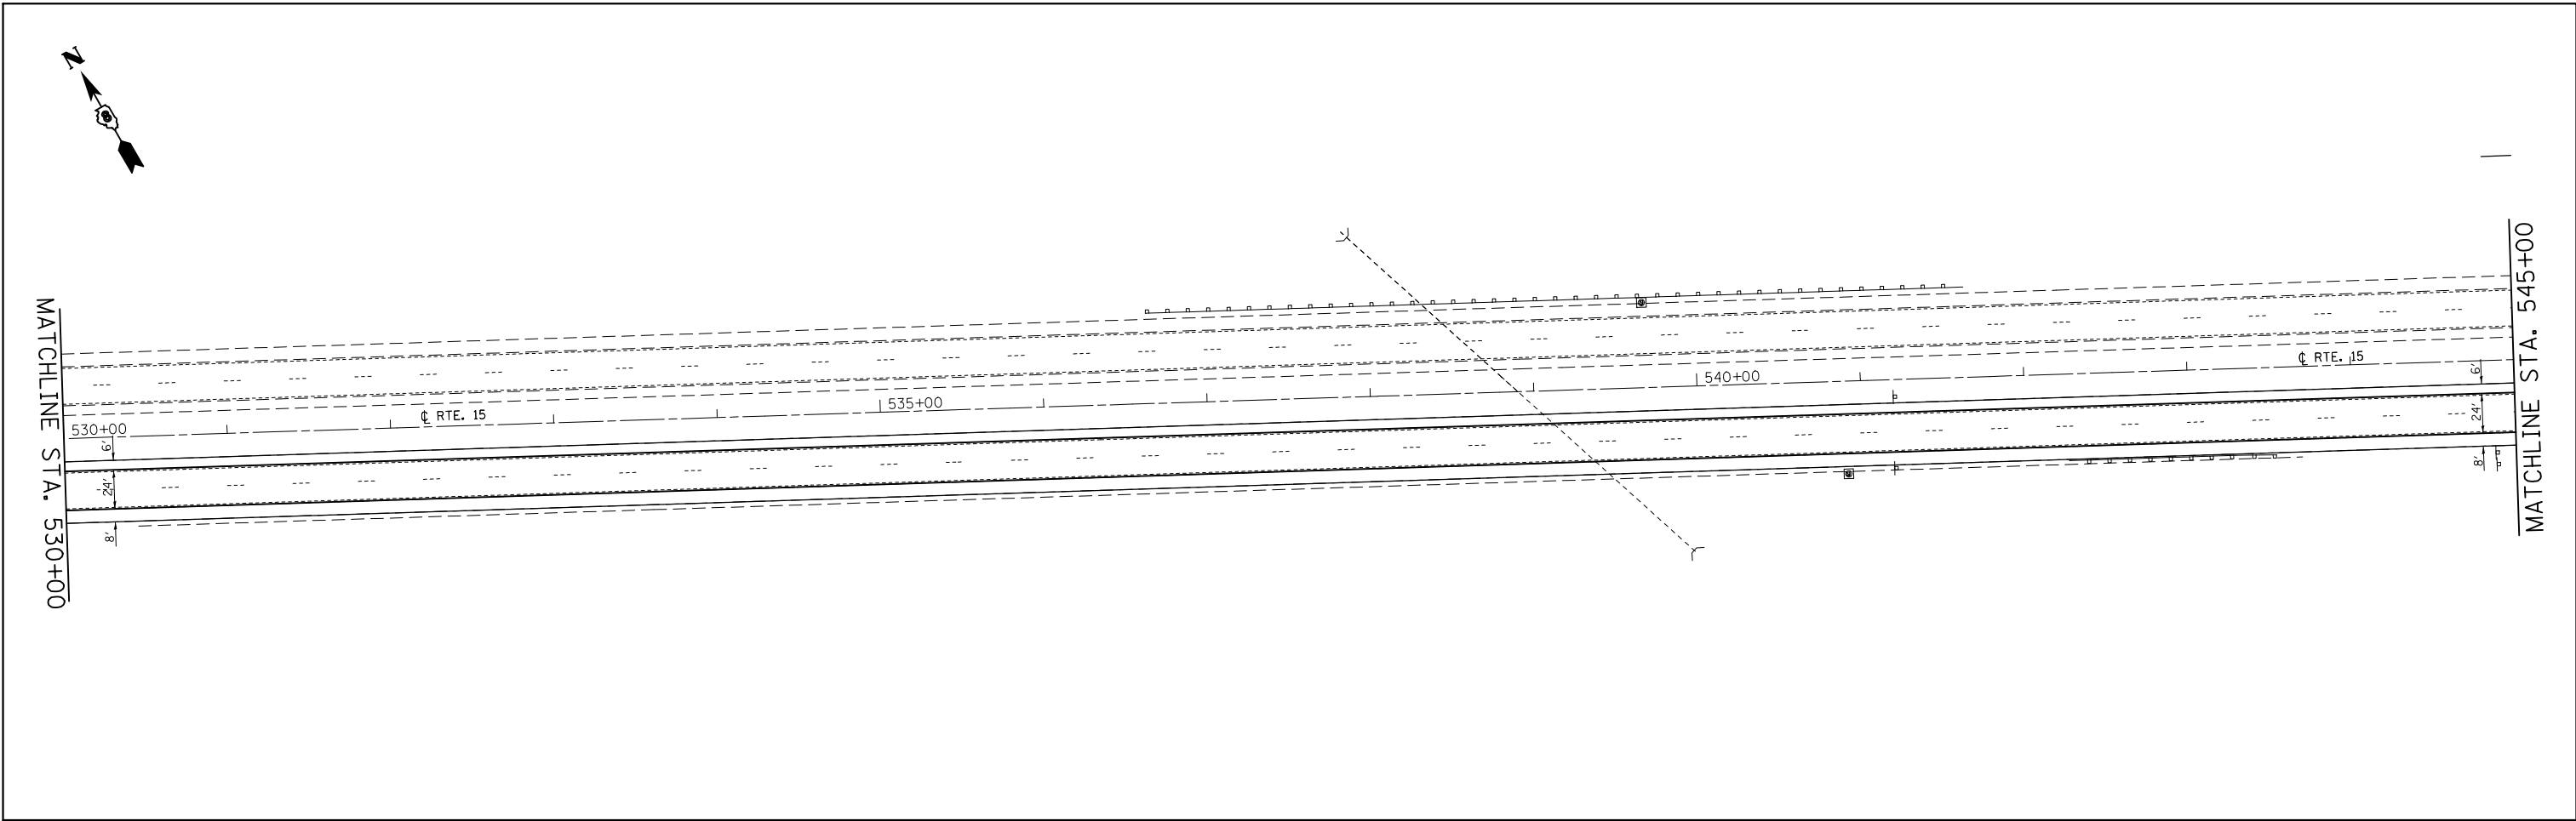 N
8
MATCHLINE STA. 530+00
530+00
℄ RTE. 15
535+00
540+00
℄ RTE. 15
MATCHLINE STA. 545+00
6'
24'
8'
6'
24'
8'